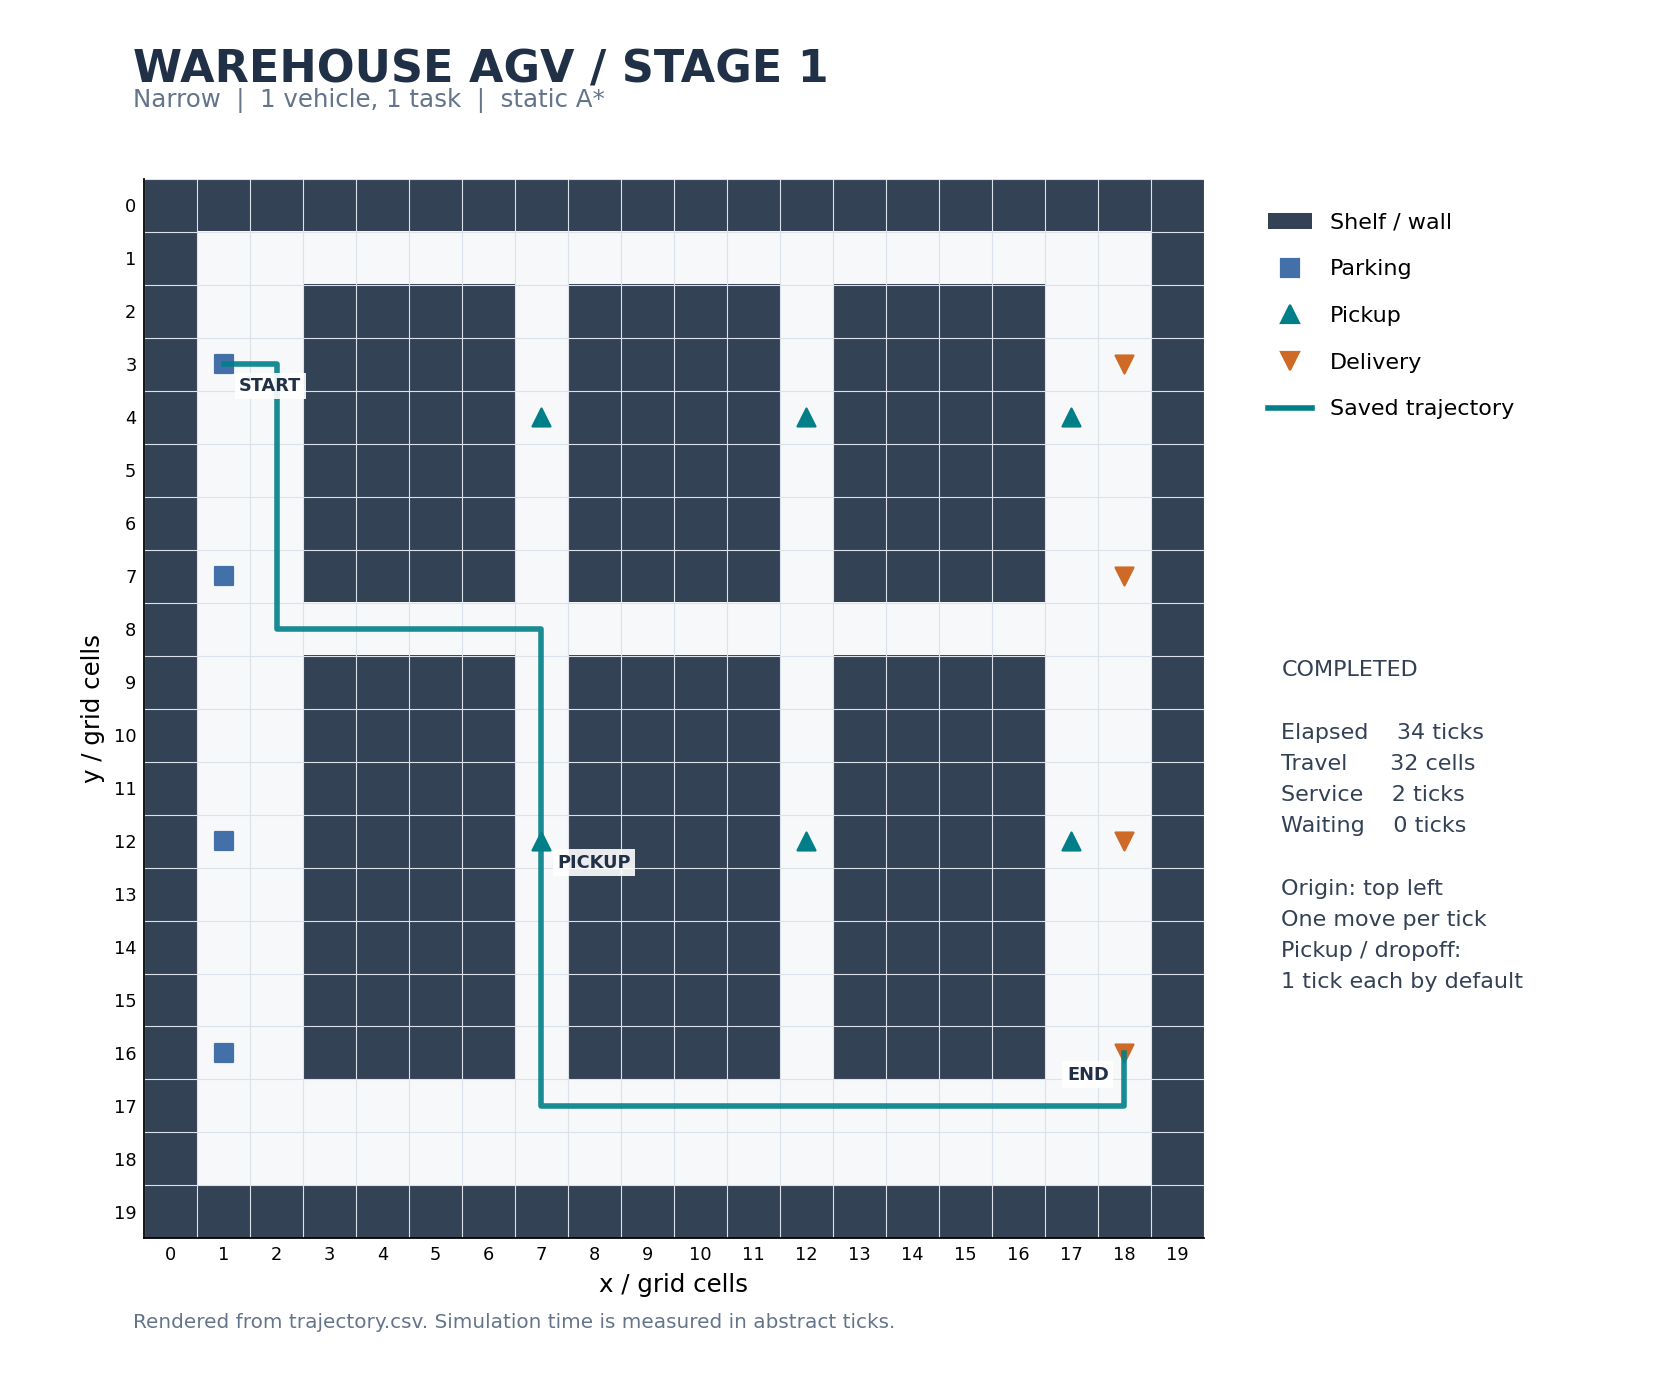 WAREHOUSE AGV / STAGE 1
Narrow | 1 vehicle, 1 task | static A*
0
1
2
3
4
5
6
7
8
9
10
11
12
13
14
15
16
17
18
19
y / grid cells
START
PICKUP
END
0 1 2 3 4 5 6 7 8 9 10 11 12 13 14 15 16 17 18 19
x / grid cells
Shelf / wall
Parking
Pickup
Delivery
Saved trajectory
COMPLETED
Elapsed 34 ticks
Travel 32 cells
Service 2 ticks
Waiting 0 ticks
Origin: top left
One move per tick
Pickup / dropoff:
1 tick each by default
Rendered from trajectory.csv. Simulation time is measured in abstract ticks.